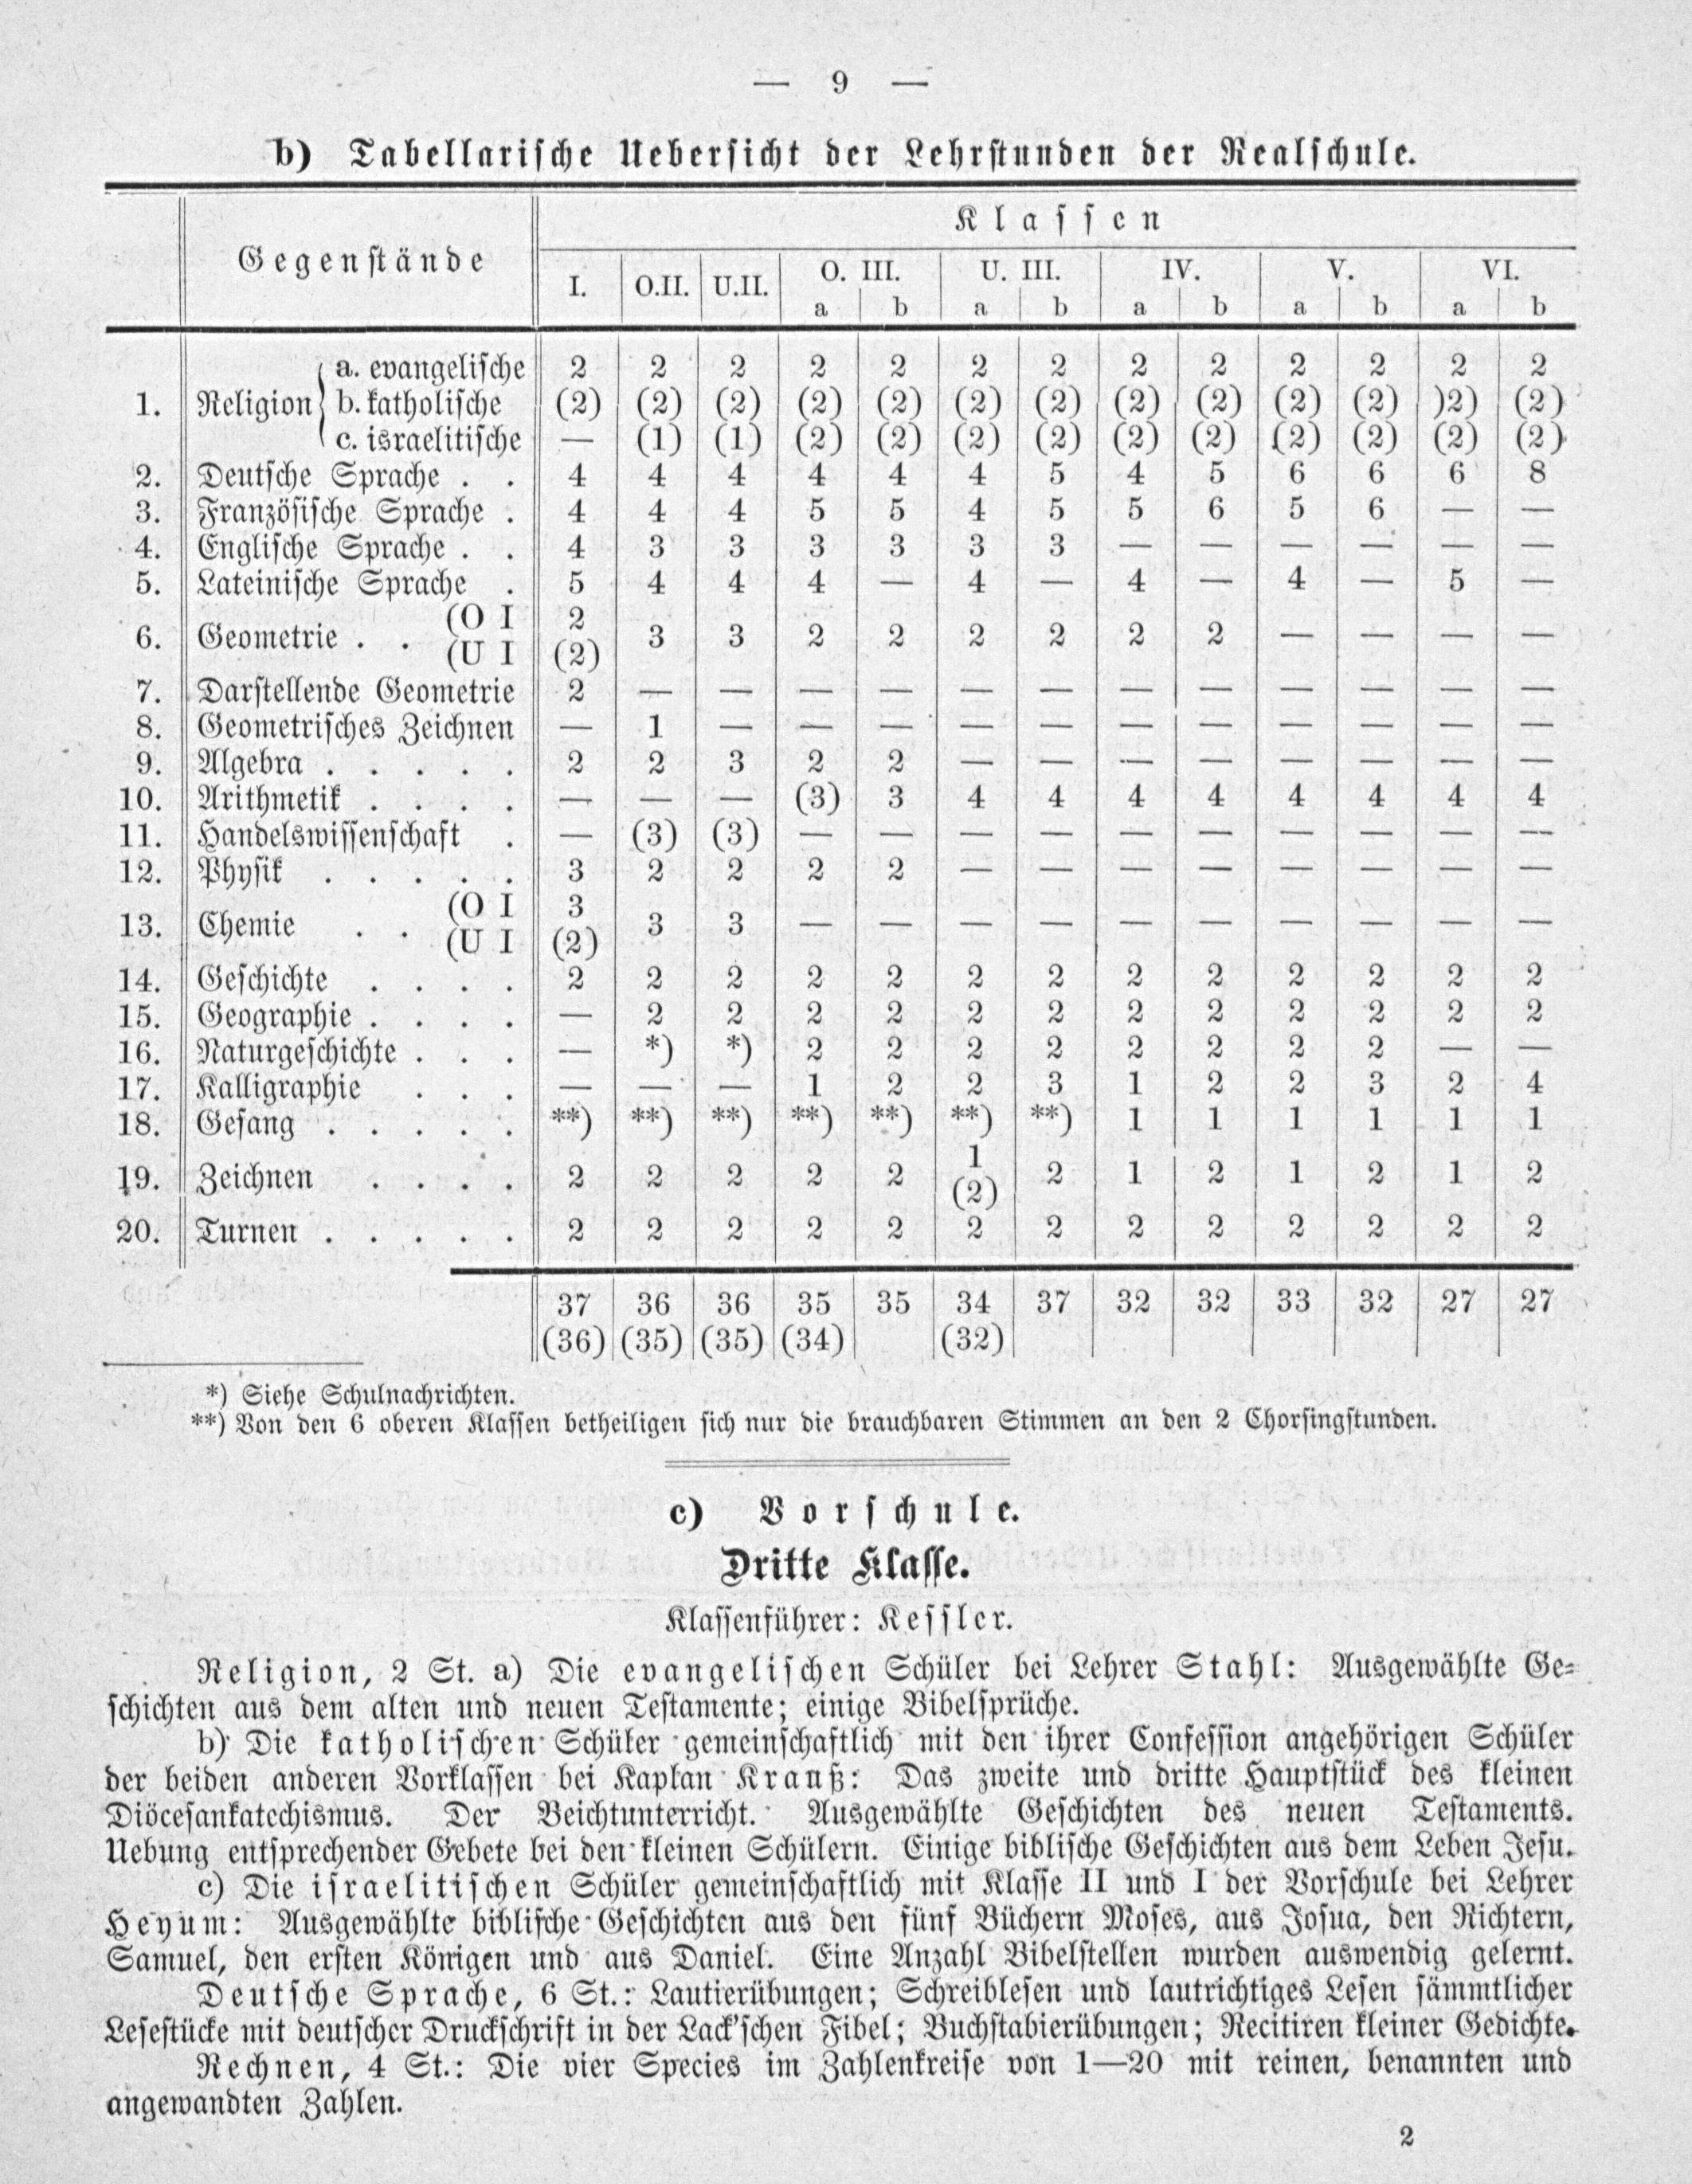 — 9 —
b) Tabellarische Uebersicht der Lehrstunden der Realschule.
Gegenstände Klassen
I. O.II. U.II. O. III. U. III. IV. V. VI.
a b a b a b a b a b
a. evangelische 2 2 2 2 2 2 2 2 2 2 2 2 2
1. Religion b. katholische (2) (2) (2) (2) (2) (2) (2) (2) (2) (2) (2) )2) (2)
c. israelitische — (1) (1) (2) (2) (2) (2) (2) (2) (2) (2) (2) (2)
2. Deutsche Sprache . . 4 4 4 4 4 4 5 4 5 6 6 6 8
3. Französische Sprache . 4 4 4 5 5 4 5 5 6 5 6 — —
4. Englische Sprache . . 4 3 3 3 3 3 3 — — — — — —
5. Lateinische Sprache . 5 4 4 4 — 4 — 4 — 4 — 5 —
(O I 2
6. Geometrie . . 3 3 2 2 2 2 2 2 — — — —
(U I (2)
7. Darstellende Geometrie 2 — — — — — — — — — — — —
8. Geometrisches Zeichnen — 1 — — — — — — — — — — —
9. Algebra . . . . . 2 2 3 2 2 — — — — — — — —
10. Arithmetik . . . . — — — (3) 3 4 4 4 4 4 4 4 4
11. Handelswissenschaft . — (3) (3) — — — — — — — — — —
12. Physik . . . . . 3 2 2 2 2 — — — — — — — —
(O I 3
13. Chemie . . 3 3 — — — — — — — — — —
(U I (2)
14. Geschichte . . . . 2 2 2 2 2 2 2 2 2 2 2 2 2
15. Geographie . . . . — 2 2 2 2 2 2 2 2 2 2 2 2
16. Naturgeschichte . . . — *) *) 2 2 2 2 2 2 2 2 — —
17. Kalligraphie . . . — — — 1 2 2 3 1 2 2 3 2 4
18. Gesang . . . . . **) **) **) **) **) **) **) 1 1 1 1 1 1
1
19. Zeichnen . . . . 2 2 2 2 2 2 1 2 1 2 1 2
(2)
20. Turnen . . . . . 2 2 2 2 2 2 2 2 2 2 2 2 2
37 36 36 35 35 34 37 32 32 33 32 27 27
(36) (35) (35) (34) (32)
*) Siehe Schulnachrichten.
**) Von den 6 oberen Klassen betheiligen sich nur die brauchbaren Stimmen an den 2 Chorsingstunden.
c) Vorschule.
Dritte Klasse.
Klassenführer: Kessler.
Religion, 2 St. a) Die evangelischen Schüler bei Lehrer Stahl: Ausgewählte Ge-
schichten aus dem alten und neuen Testamente; einige Bibelsprüche.
b) Die katholischen Schüler gemeinschaftlich mit den ihrer Confession angehörigen Schüler
der beiden anderen Vorklassen bei Kaplan Krauß: Das zweite und dritte Hauptstück des kleinen
Diöcesankatechismus. Der Beichtunterricht. Ausgewählte Geschichten des neuen Testaments.
Uebung entsprechender Gebete bei den kleinen Schülern. Einige biblische Geschichten aus dem Leben Jesu.
c) Die israelitischen Schüler gemeinschaftlich mit Klasse II und I der Vorschule bei Lehrer
Heyum: Ausgewählte biblische Geschichten aus den fünf Büchern Moses, aus Josua, den Richtern,
Samuel, den ersten Königen und aus Daniel. Eine Anzahl Bibelstellen wurden auswendig gelernt.
Deutsche Sprache, 6 St.: Lautierübungen; Schreiblesen und lautrichtiges Lesen sämmtlicher
Lesestücke mit deutscher Druckschrift in der Lack'schen Fibel; Buchstabierübungen; Recitiren kleiner Gedichte.
Rechnen, 4 St.: Die vier Species im Zahlenkreise von 1—20 mit reinen, benannten und
angewandten Zahlen.
2